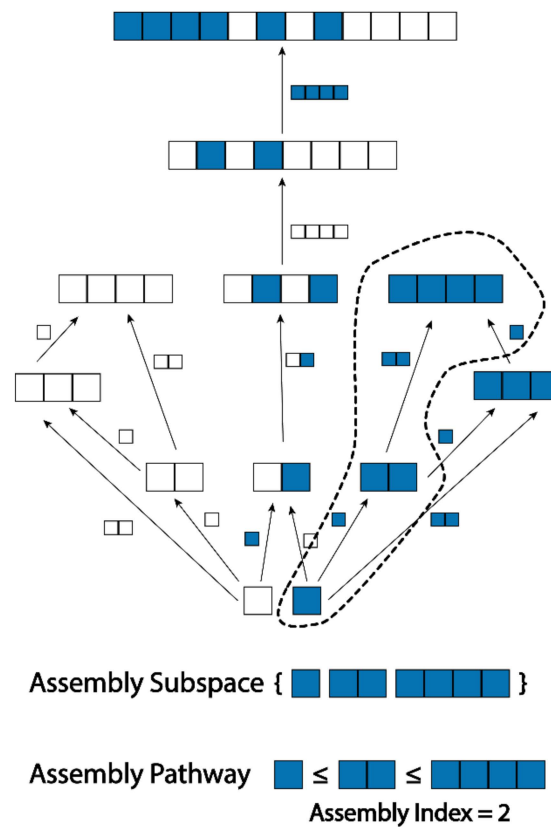 Assembly Subspace { }
Assembly Pathway ≤ ≤
Assembly Index = 2